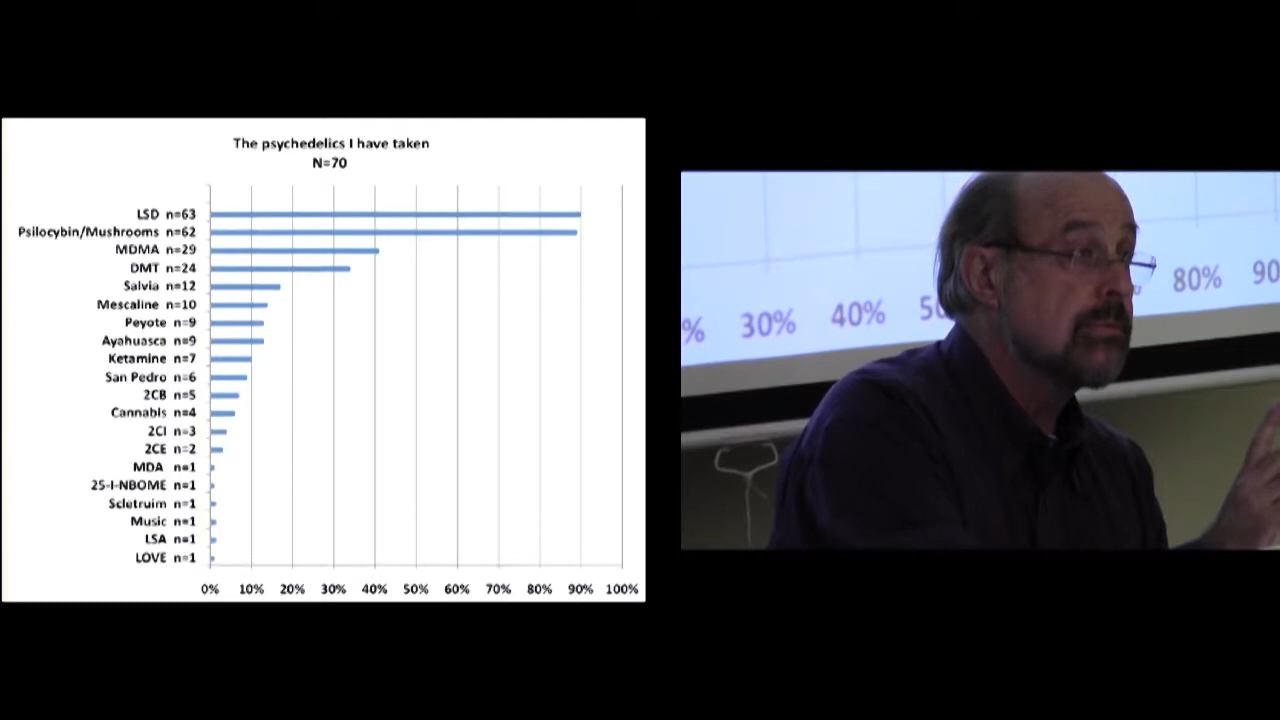 The psychedelics I have taken
N=70
LSD n=63
Psilocybin/Mushrooms n=62
MDMA n=29
DMT n=24
Salvia n=12
Mescaline n=10
Peyote n=9
Ayahuasca n=9
Ketamine n=7
San Pedro n=6
2CB n=5
Cannabis n=4
2CI n=3
2CE n=2
MDA n=1
25-I-NBOME n=1
Scletruim n=1
Music n=1
LSA n=1
LOVE n=1
0% 10% 20% 30% 40% 50% 60% 70% 80% 90% 100%
% 30% 40% 50 80% 90